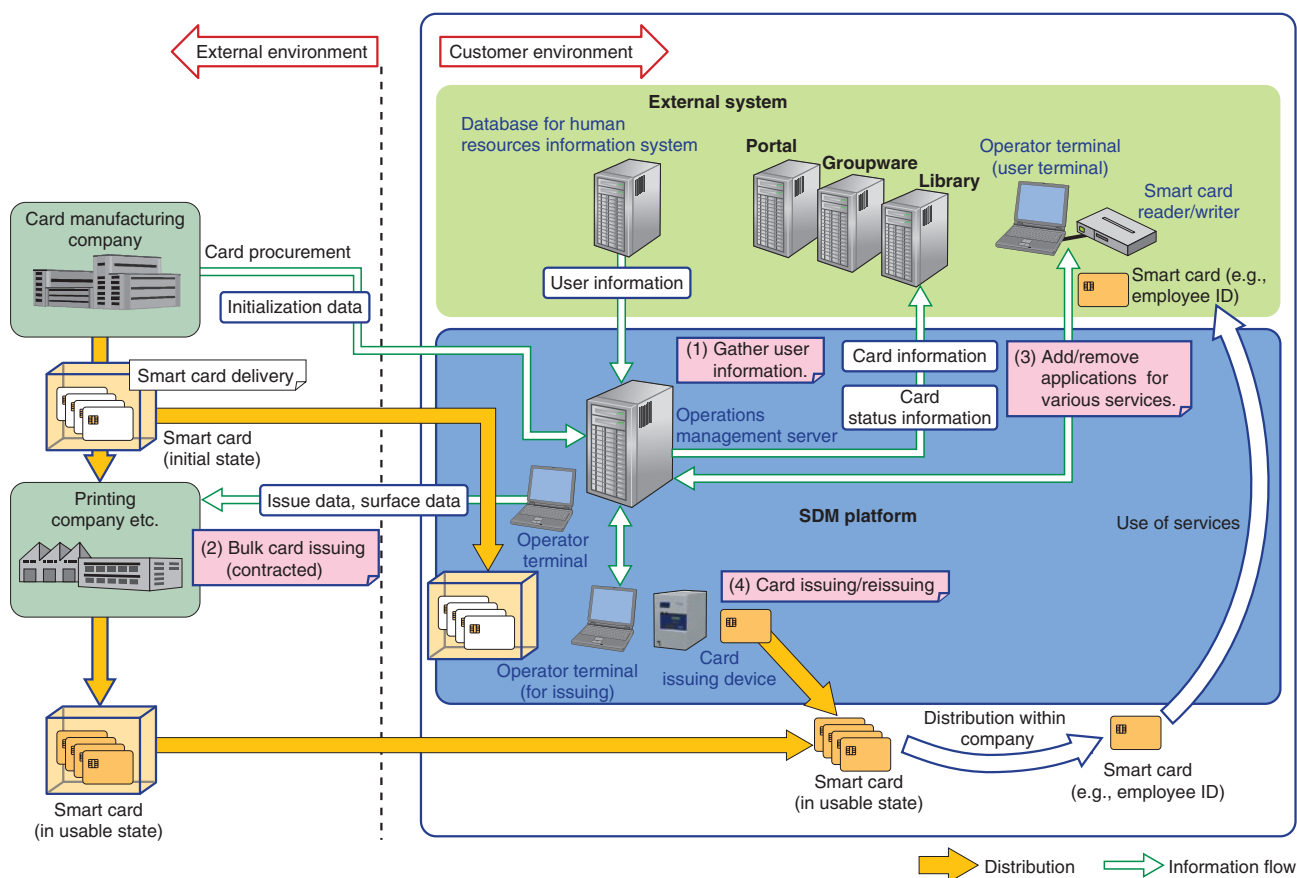 External environment
Customer environment
External system
Database for human
resources information system
Portal
Groupware
Library
Operator terminal
(user terminal)
Smart card
reader/writer
Card manufacturing
company
Card procurement
Initialization data
User information
Smart card (e.g.,
employee ID)
(1) Gather user
information.
Card information
Card
status information
(3) Add/remove
applications for
various services.
Smart card delivery
Smart card
(initial state)
Operations
management server
Printing
company etc.
Issue data, surface data
SDM platform
Use of services
(2) Bulk card issuing
(contracted)
Operator
terminal
(4) Card issuing/reissuing
Operator terminal
(for issuing)
Card
issuing device
Distribution within
company
Smart card
(in usable state)
Smart card
(in usable state)
Smart card
(e.g., employee ID)
Distribution
Information flow